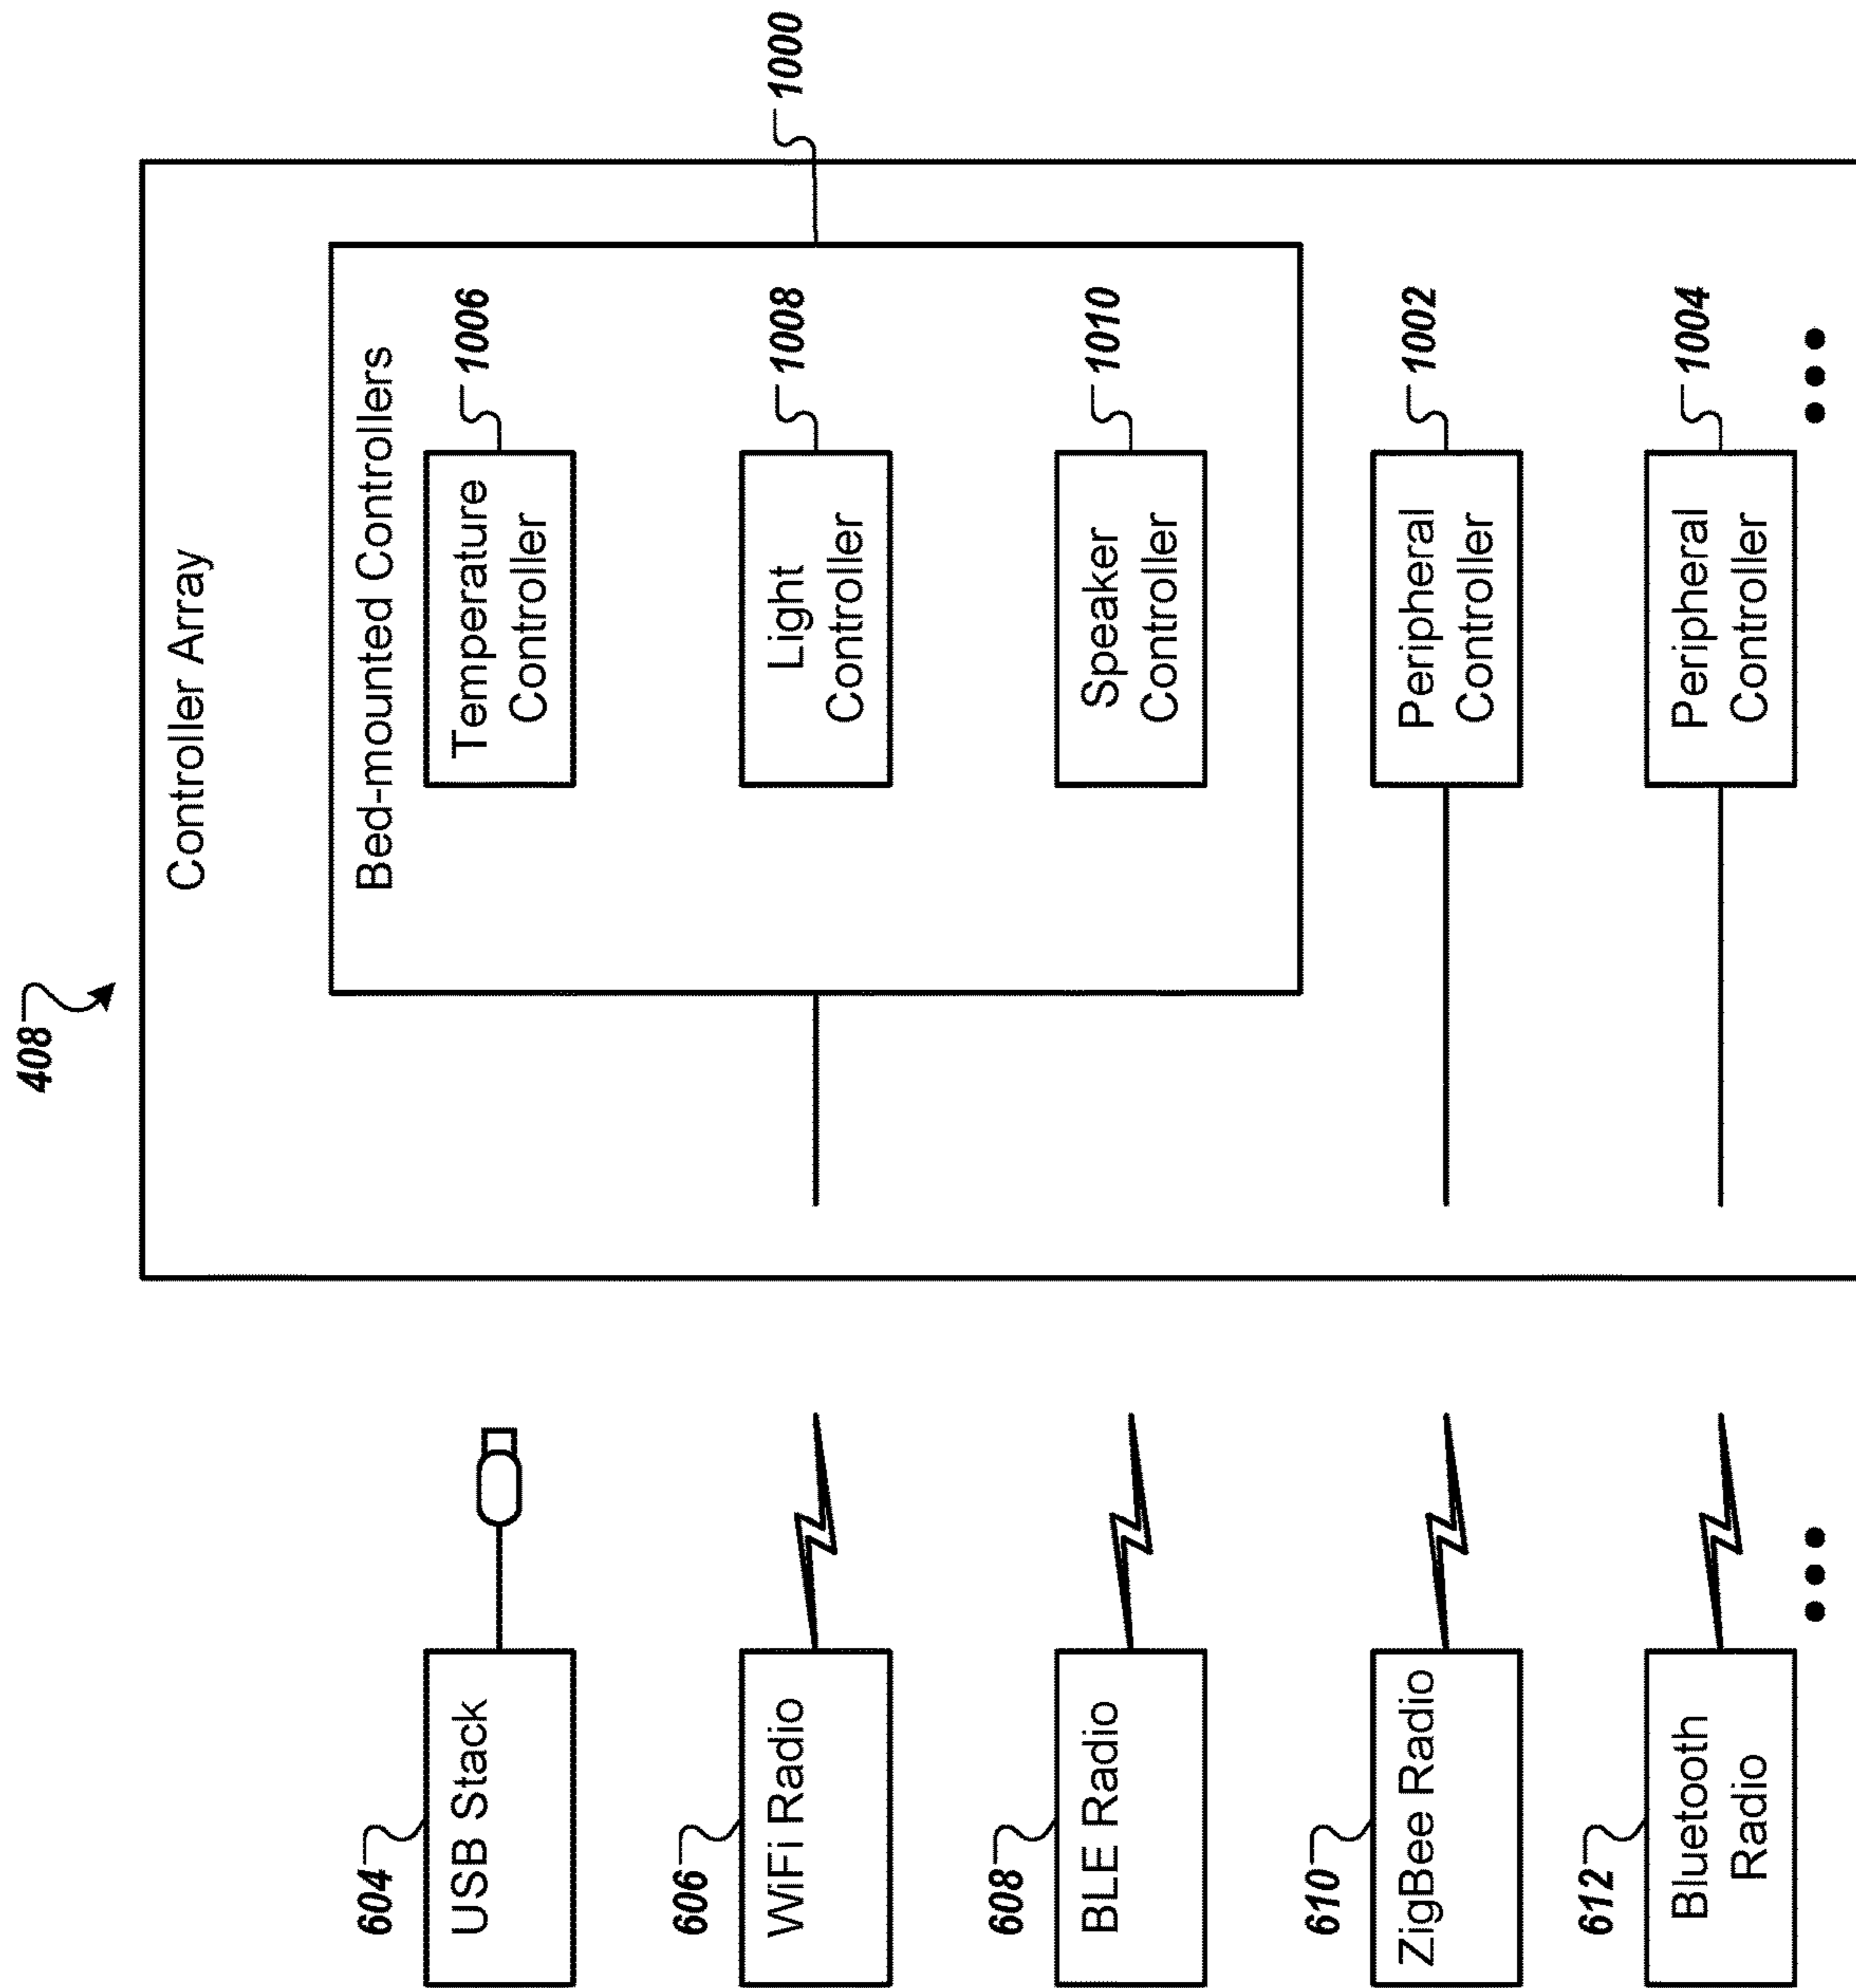 408
Controller Array
Bed-mounted Controllers
1000
604
USB Stack
Temperature
Controller
1006
606
WiFi Radio
Light
Controller
1008
608
BLE Radio
Speaker
Controller
1010
610
ZigBee Radio
Peripheral
Controller
1002
612
Bluetooth
Radio
Peripheral
Controller
1004